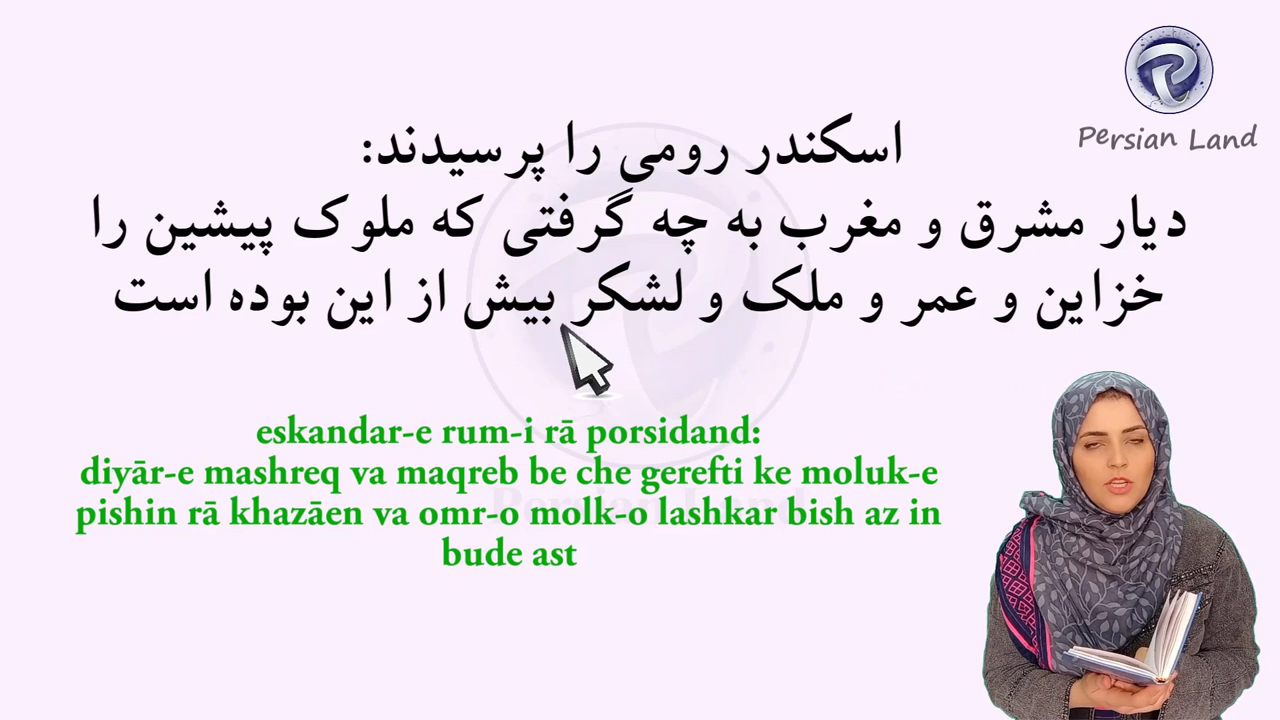 Persian Land
اسکندر رومی را پرسیدند:
دیار مشرق و مغرب به چه گرفتی که ملوک پیشین را
خزاین و عمر و ملک و لشکر بیش از این بوده است
eskandar-e rum-i rā porsidand:
diyār-e mashreq va maqreb be che gerefti ke moluk-e
pishin rā khazāen va omr-o molk-o lashkar bish az in
bude ast
Persian Land